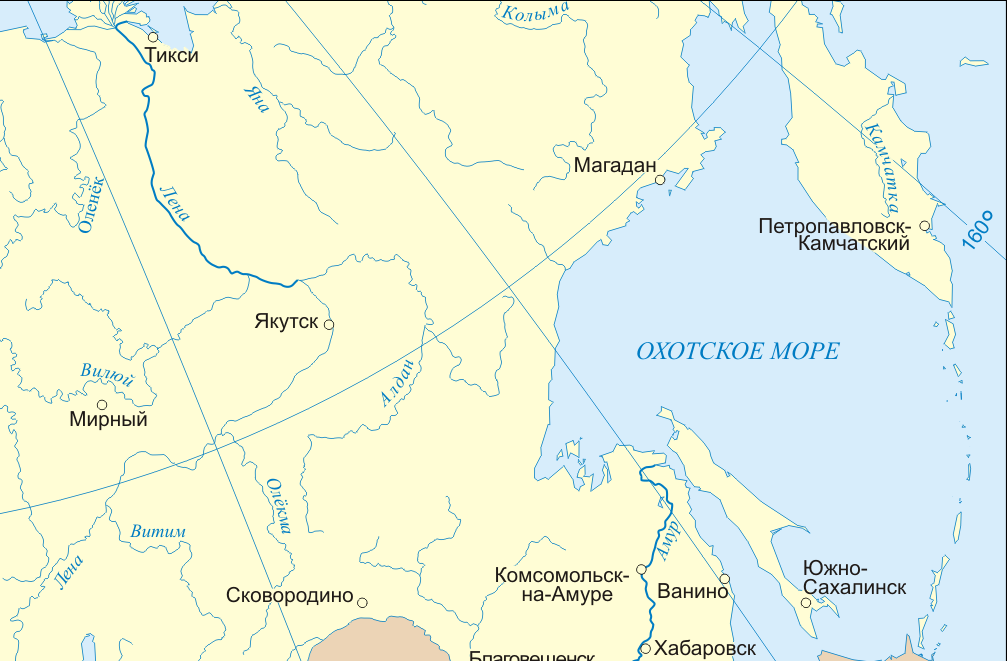 Колыма
Тикси
Яна
Камчатка
Магадан
Оленёк
Лена
Петропавловск-
Камчатский
160°
Якутск
ОХОТСКОЕ МОРЕ
Вилюй
Алдан
Мирный
Олёкма
Витим
Амур
Лена
Комсомольск-
на-Амуре
Ванино
Южно-
Сахалинск
Сковородино
Хабаровск
Благовещенск